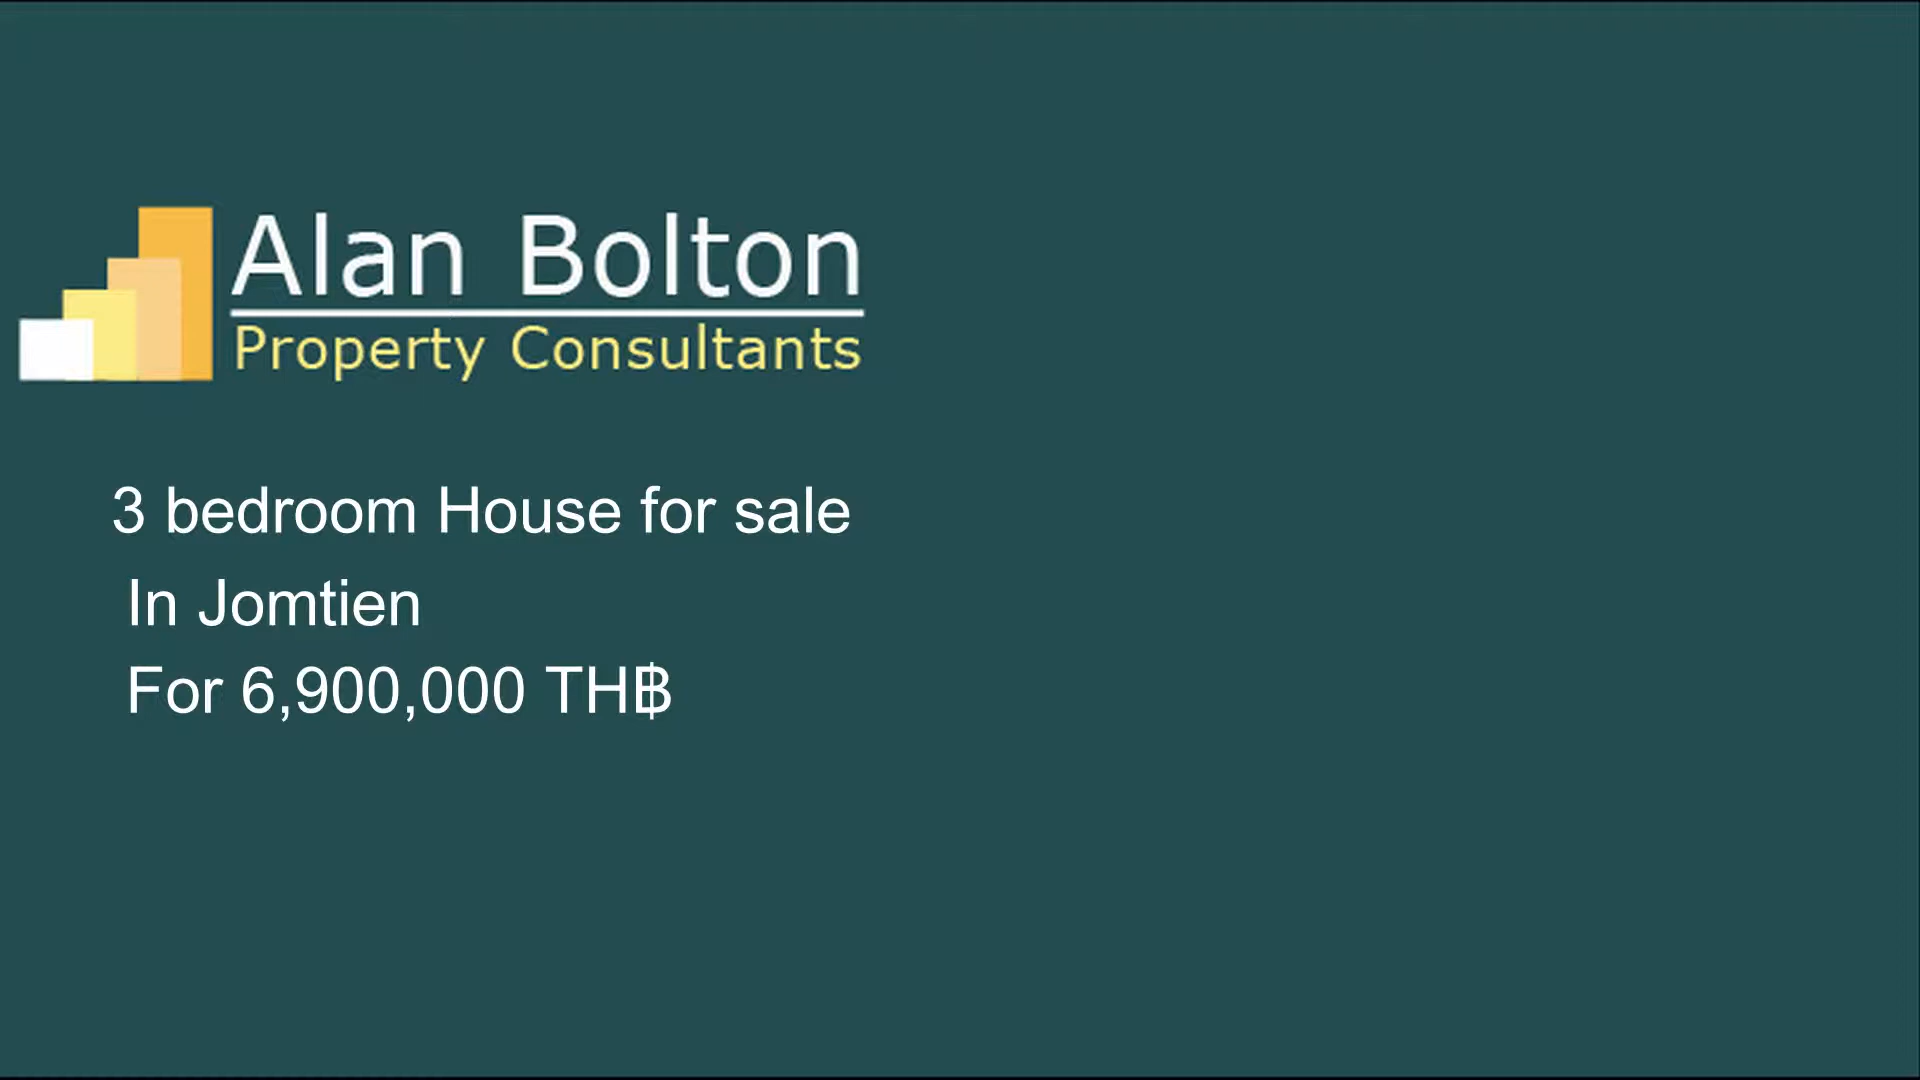 Alan Bolton
Property Consultants
3 bedroom House for sale
In Jomtien
For 6,900,000 TH฿